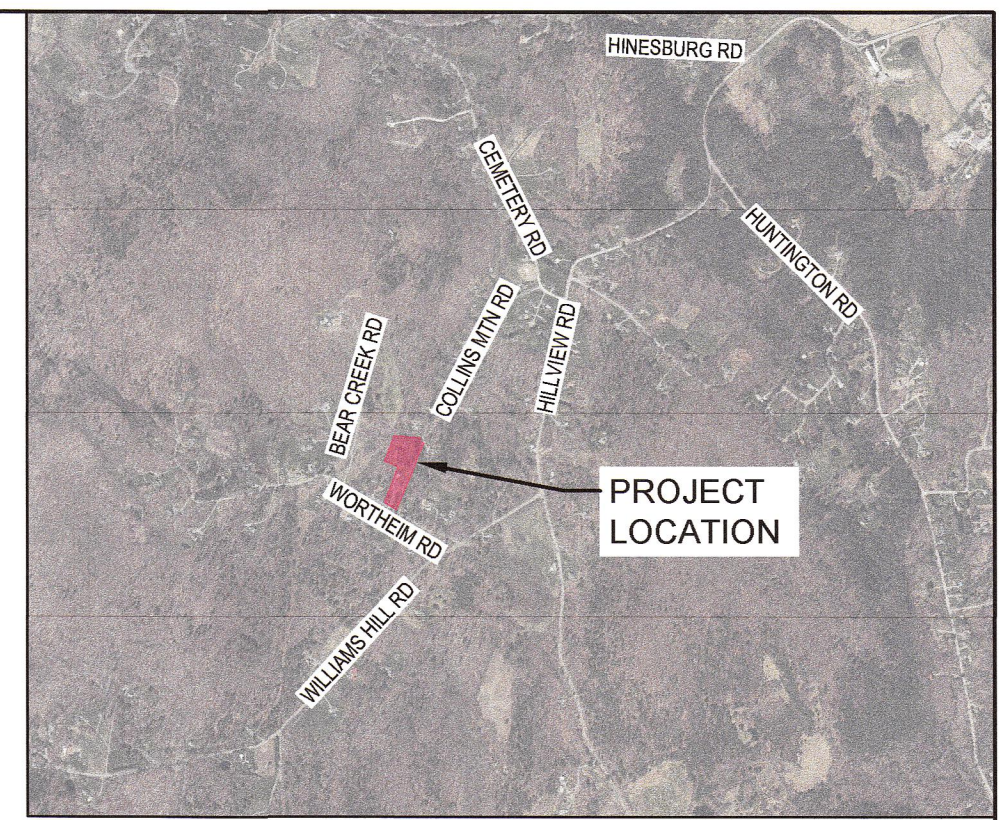 HINESBURG RD
CEMETERY RD
HUNTINGTON RD
COLLINS MTN RD
HILLVIEW RD
BEAR CREEK RD
PROJECT
LOCATION
WORTHEIM RD
WILLIAMS HILL RD